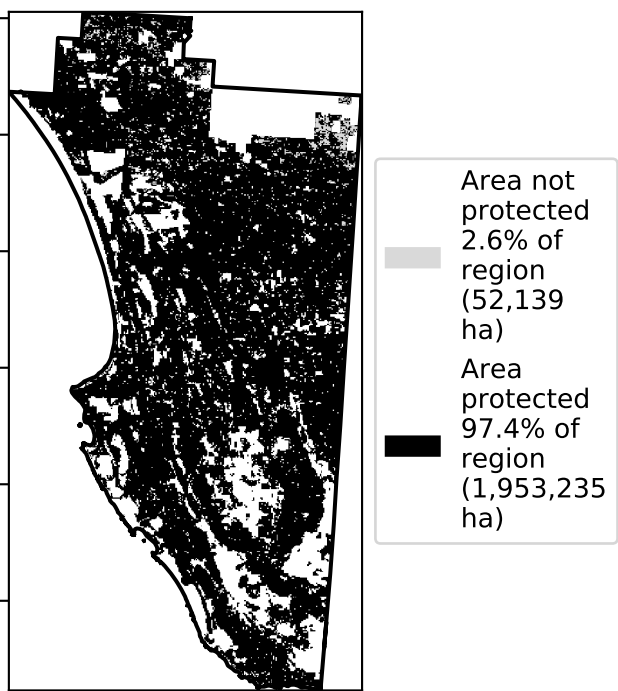 Area not
protected
2.6% of
region
(52,139
ha)
Area
protected
97.4% of
region
(1,953,235
ha)